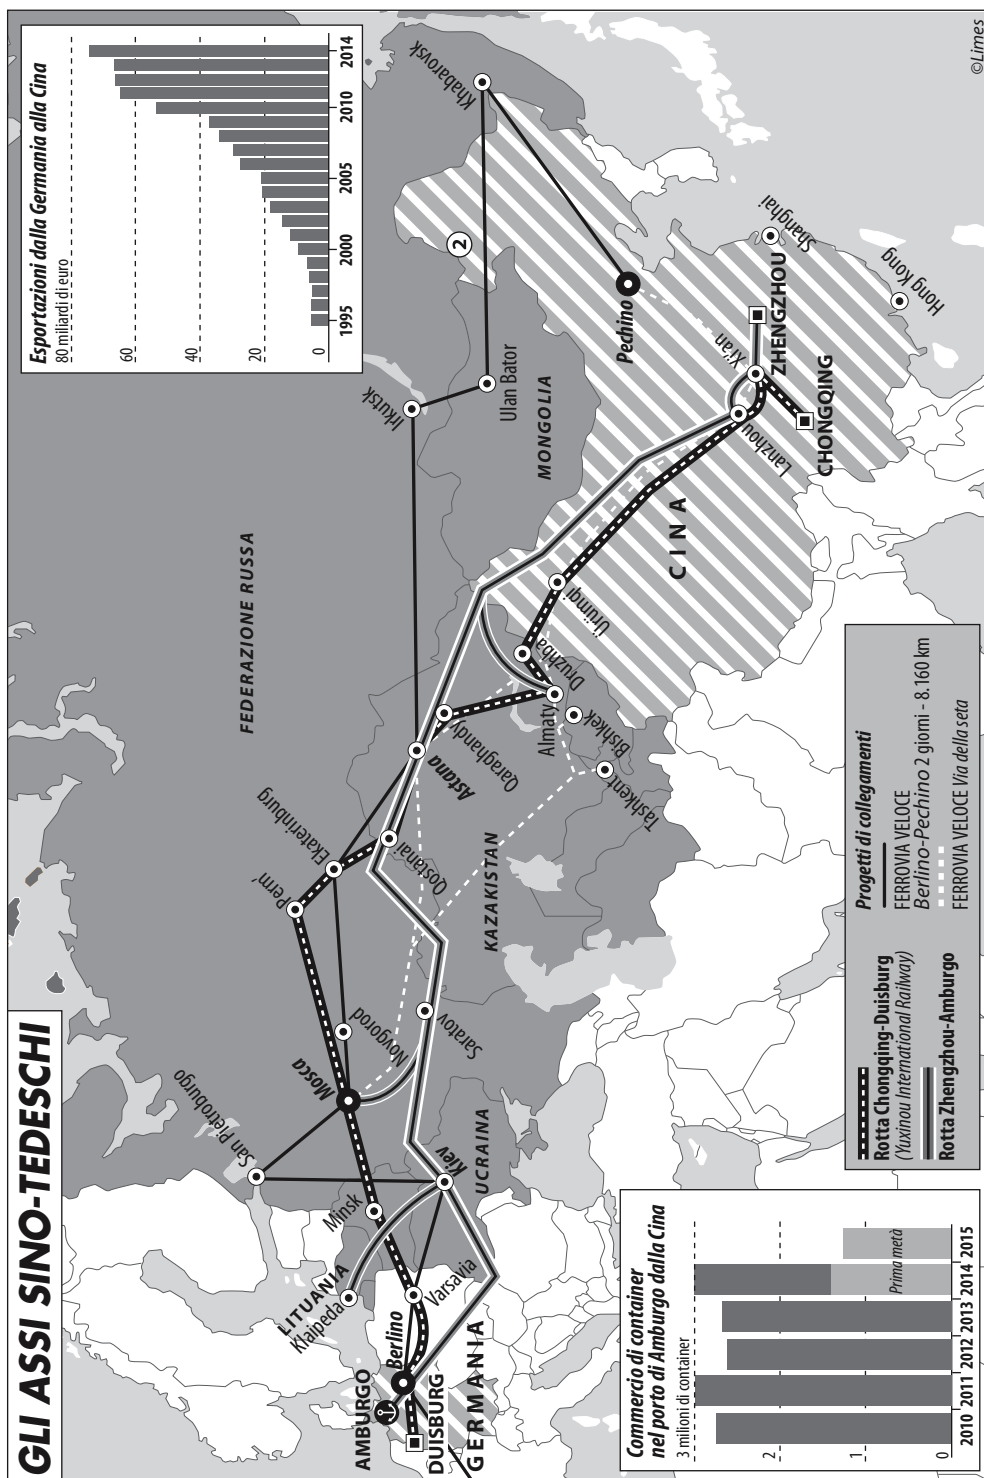 GLI ASSI SINO-TEDESCHI
Esportazioni dalla Germania alla Cina
80 miliardi di euro
60
40
20
0
1995
2000
2005
2010
2014
FEDERAZIONE RUSSA
San Pietroburgo
Mosca
Novgorod
Perm'
Ekaterinburg
Irkutsk
Khabarovsk
2
Ulan Bator
MONGOLIA
LITUANIA
Klaipeda
Minsk
Varsavia
Kiev
UCRAINA
Saratov
Qostanai
Astana
Qaraghandy
KAZAKISTAN
Almaty
Druzhba
Ürümqi
Bishkek
Tashkent
AMBURGO
Berlino
DUISBURG
GERMANIA
CINA
Pechino
Lanzhou
Xi'an
ZHENGZHOU
CHONGQING
Shanghai
Hong Kong
Commercio di container
nel porto di Amburgo dalla Cina
3 milioni di container
2
1
0
Prima metà
2010
2011
2012
2013
2014
2015
Rotta Chongqing-Duisburg
(Yuxinou International Railway)
Rotta Zhengzhou-Amburgo
Progetti di collegamenti
FERROVIA VELOCE
Berlino-Pechino 2 giorni - 8.160 km
FERROVIA VELOCE Via della seta
©Limes